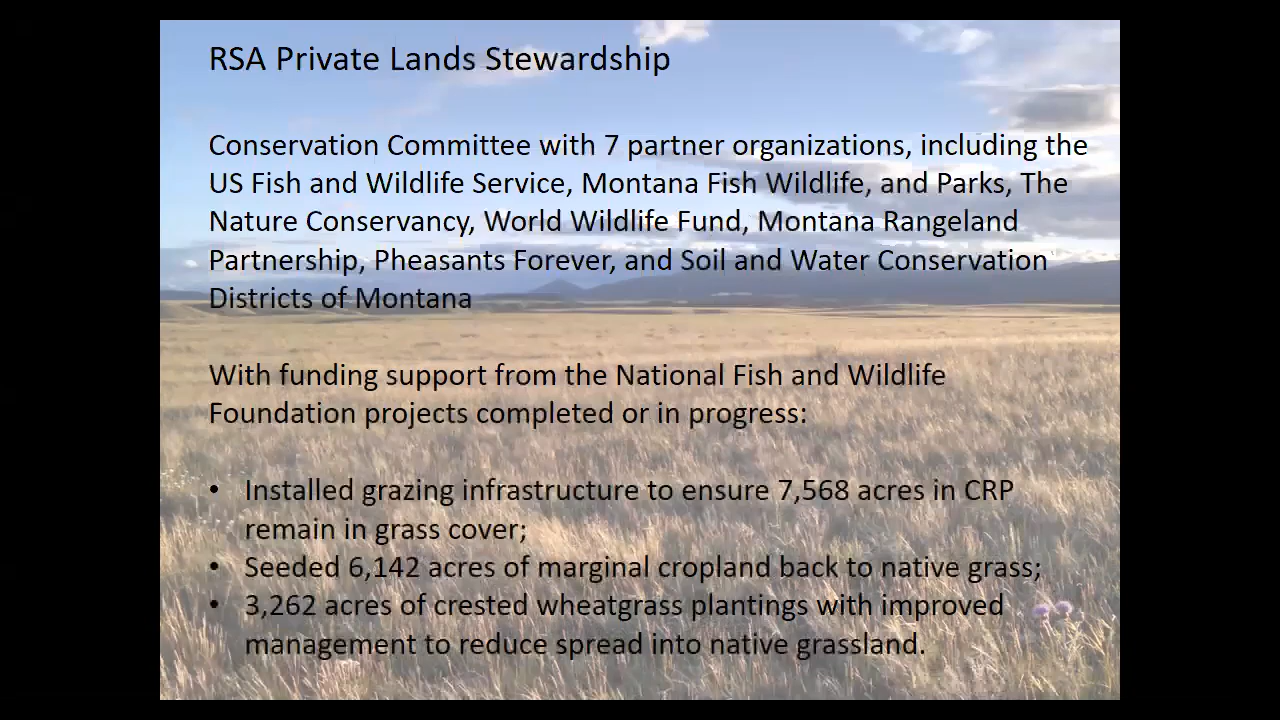 RSA Private Lands Stewardship
Conservation Committee with 7 partner organizations, including the
US Fish and Wildlife Service, Montana Fish Wildlife, and Parks, The
Nature Conservancy, World Wildlife Fund, Montana Rangeland
Partnership, Pheasants Forever, and Soil and Water Conservation
Districts of Montana
With funding support from the National Fish and Wildlife
Foundation projects completed or in progress:
• Installed grazing infrastructure to ensure 7,568 acres in CRP
remain in grass cover;
• Seeded 6,142 acres of marginal cropland back to native grass;
• 3,262 acres of crested wheatgrass plantings with improved
management to reduce spread into native grassland.